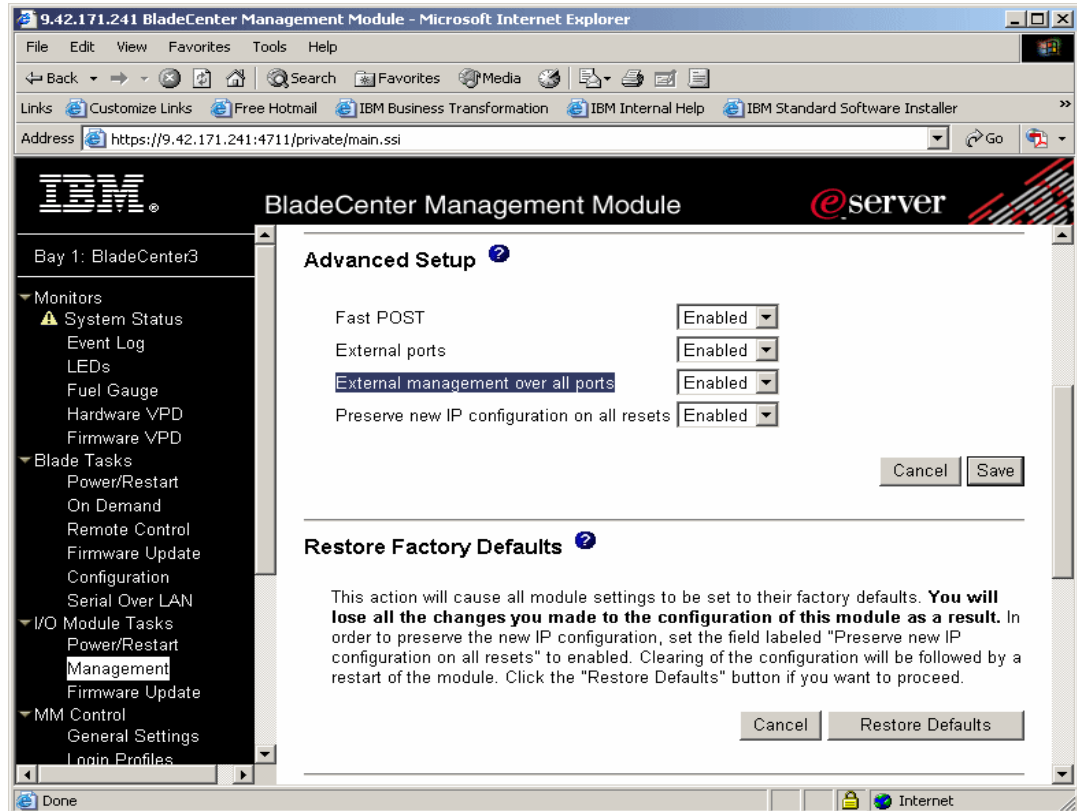 9.42.171.241 BladeCenter Management Module - Microsoft Internet Explorer
File Edit View Favorites Tools Help
Back Search Favorites Media
Links Customize Links Free Hotmail IBM Business Transformation IBM Internal Help IBM Standard Software Installer »
Address https://9.42.171.241:4711/private/main.ssi Go
IBM® BladeCenter Management Module @server
Bay 1: BladeCenter3
Monitors
System Status
Event Log
LEDs
Fuel Gauge
Hardware VPD
Firmware VPD
Blade Tasks
Power/Restart
On Demand
Remote Control
Firmware Update
Configuration
Serial Over LAN
I/O Module Tasks
Power/Restart
Management
Firmware Update
MM Control
General Settings
Login Profiles
Advanced Setup ?
Fast POST Enabled
External ports Enabled
External management over all ports Enabled
Preserve new IP configuration on all resets Enabled
Cancel Save
Restore Factory Defaults ?
This action will cause all module settings to be set to their factory defaults. You will
lose all the changes you made to the configuration of this module as a result. In
order to preserve the new IP configuration, set the field labeled "Preserve new IP
configuration on all resets" to enabled. Clearing of the configuration will be followed by a
restart of the module. Click the "Restore Defaults" button if you want to proceed.
Cancel Restore Defaults
Done Internet